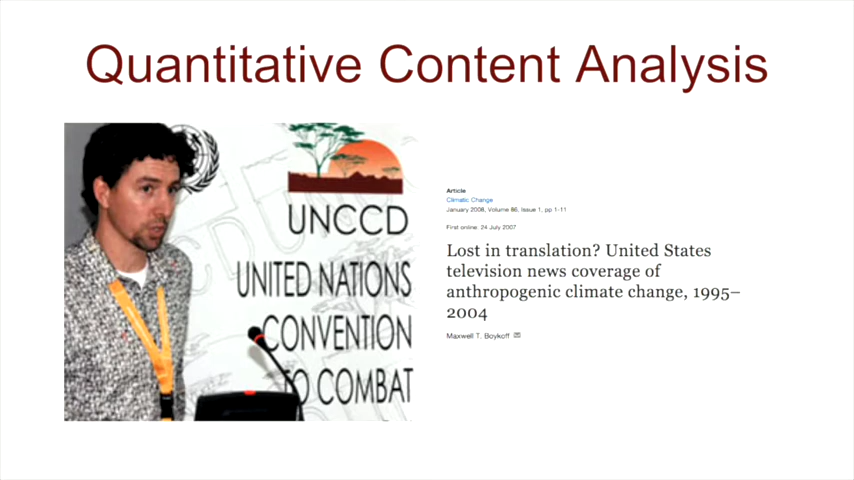 Quantitative Content Analysis
UNCCD
UNITED NATIONS
CONVENTION
TO COMBAT
Article
Climatic Change
January 2008, Volume 86, Issue 1, pp 1-11
First online: 24 July 2007
Lost in translation? United States
television news coverage of
anthropogenic climate change, 1995–
2004
Maxwell T. Boykoff